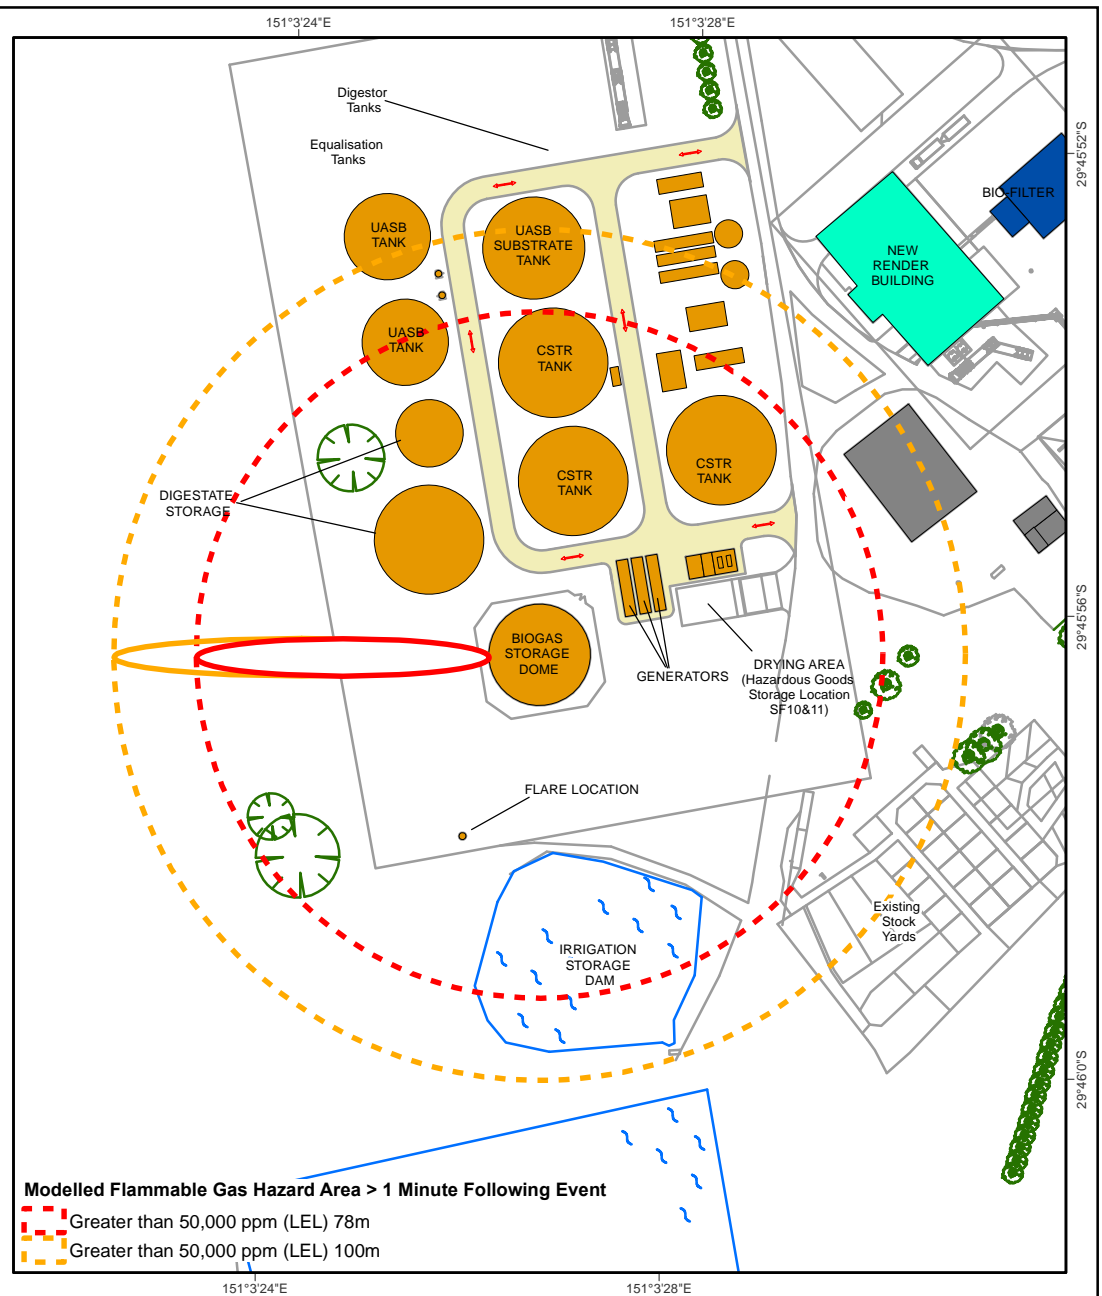 151°3'24"E
151°3'28"E
Digestor
Tanks
Equalisation
Tanks
29°45'52"S
BIO-FILTER
UASB
TANK
UASB
SUBSTRATE
TANK
NEW
RENDER
BUILDING
UASB
TANK
CSTR
TANK
CSTR
TANK
CSTR
TANK
DIGESTATE
STORAGE
29°45'56"S
BIOGAS
STORAGE
DOME
GENERATORS
DRYING AREA
(Hazardous Goods
Storage Location
SF10&11)
FLARE LOCATION
Existing
Stock
Yards
IRRIGATION
STORAGE
DAM
29°46'0"S
Modelled Flammable Gas Hazard Area > 1 Minute Following Event
Greater than 50,000 ppm (LEL) 78m
Greater than 50,000 ppm (LEL) 100m
151°3'24"E
151°3'28"E